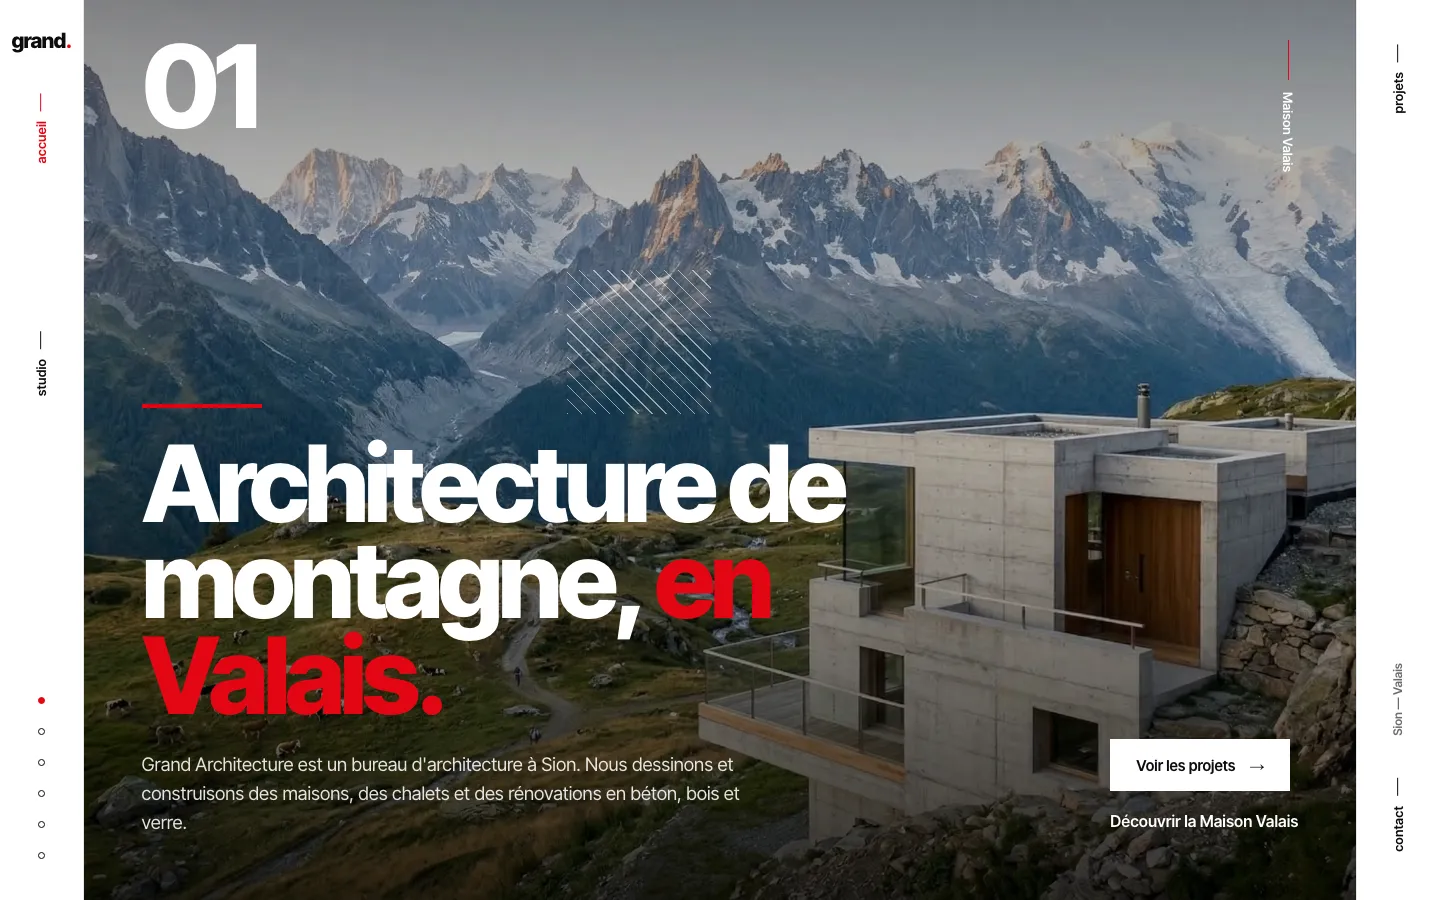 grand.
accueil
studio
01
Maison Valais
Architecture de
montagne, en
Valais.
Grand Architecture est un bureau d'architecture à Sion. Nous dessinons et
construisons des maisons, des chalets et des rénovations en béton, bois et
verre.
Voir les projets →
Découvrir la Maison Valais
projets
Sion — Valais
contact